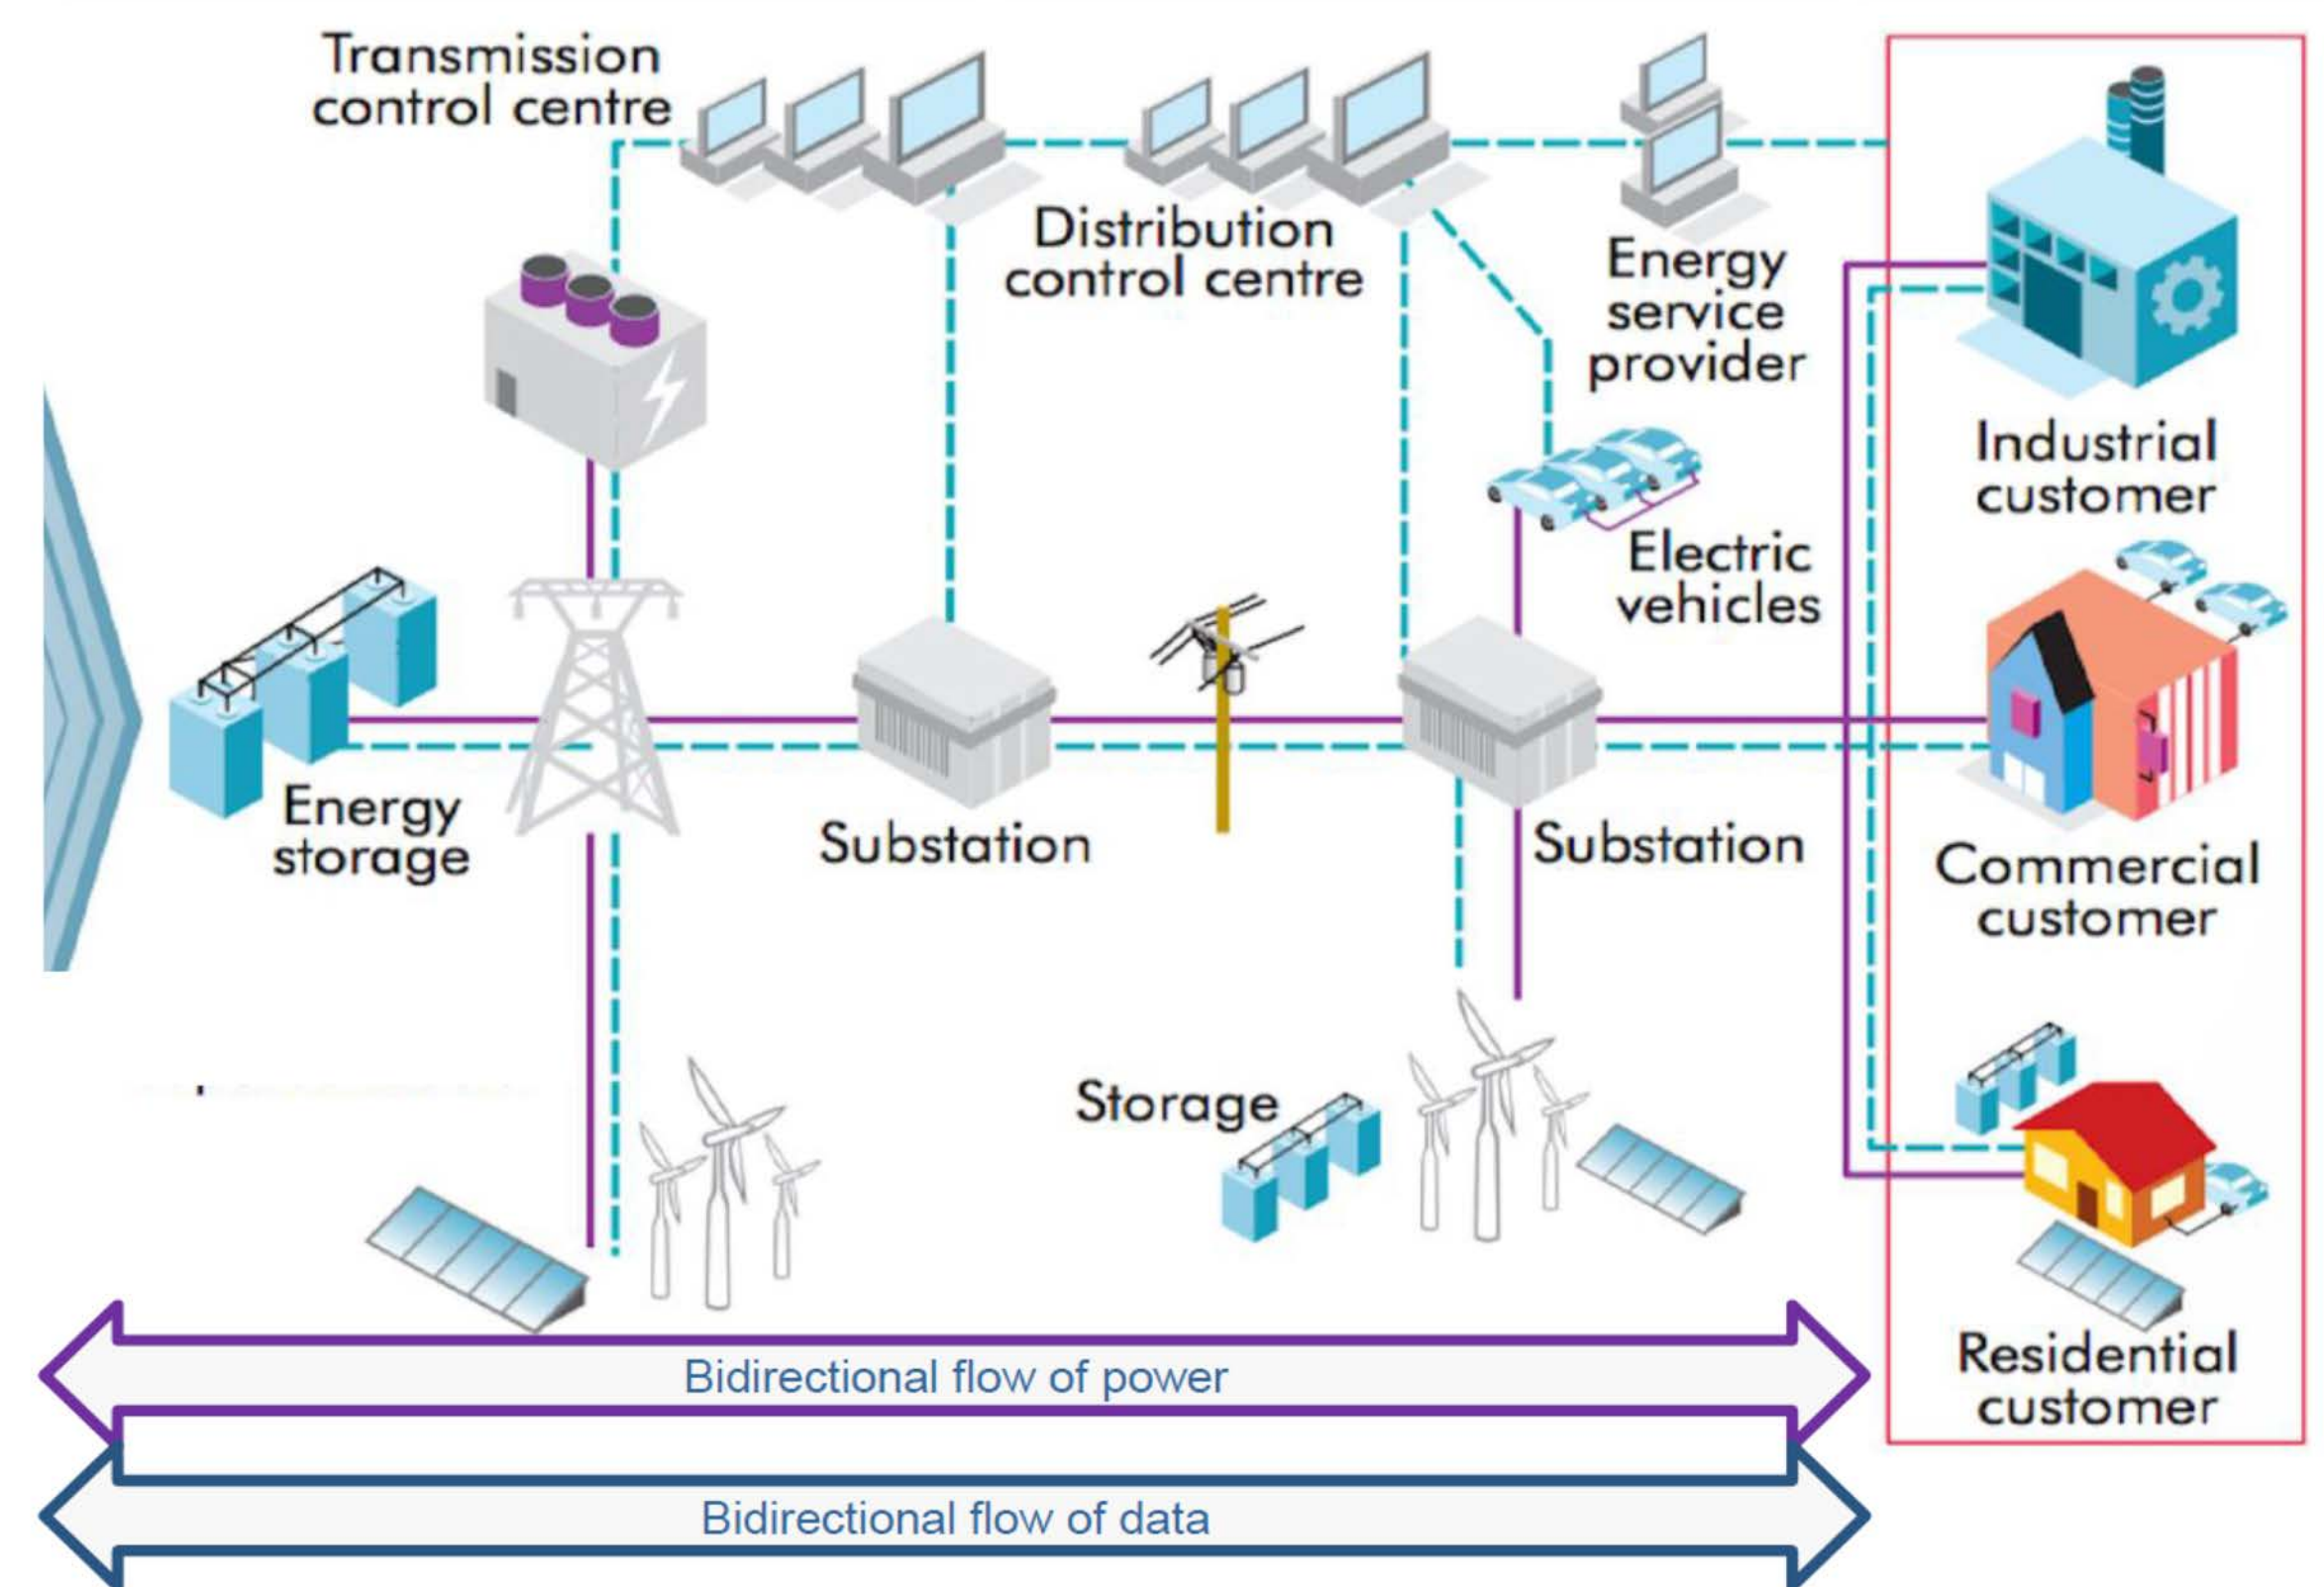 Transmission
control centre
Distribution
control centre
Energy
service
provider
Industrial
customer
Electric
vehicles
Energy
storage
Substation
Substation
Commercial
customer
Storage
Residential
customer
Bidirectional flow of power
Bidirectional flow of data